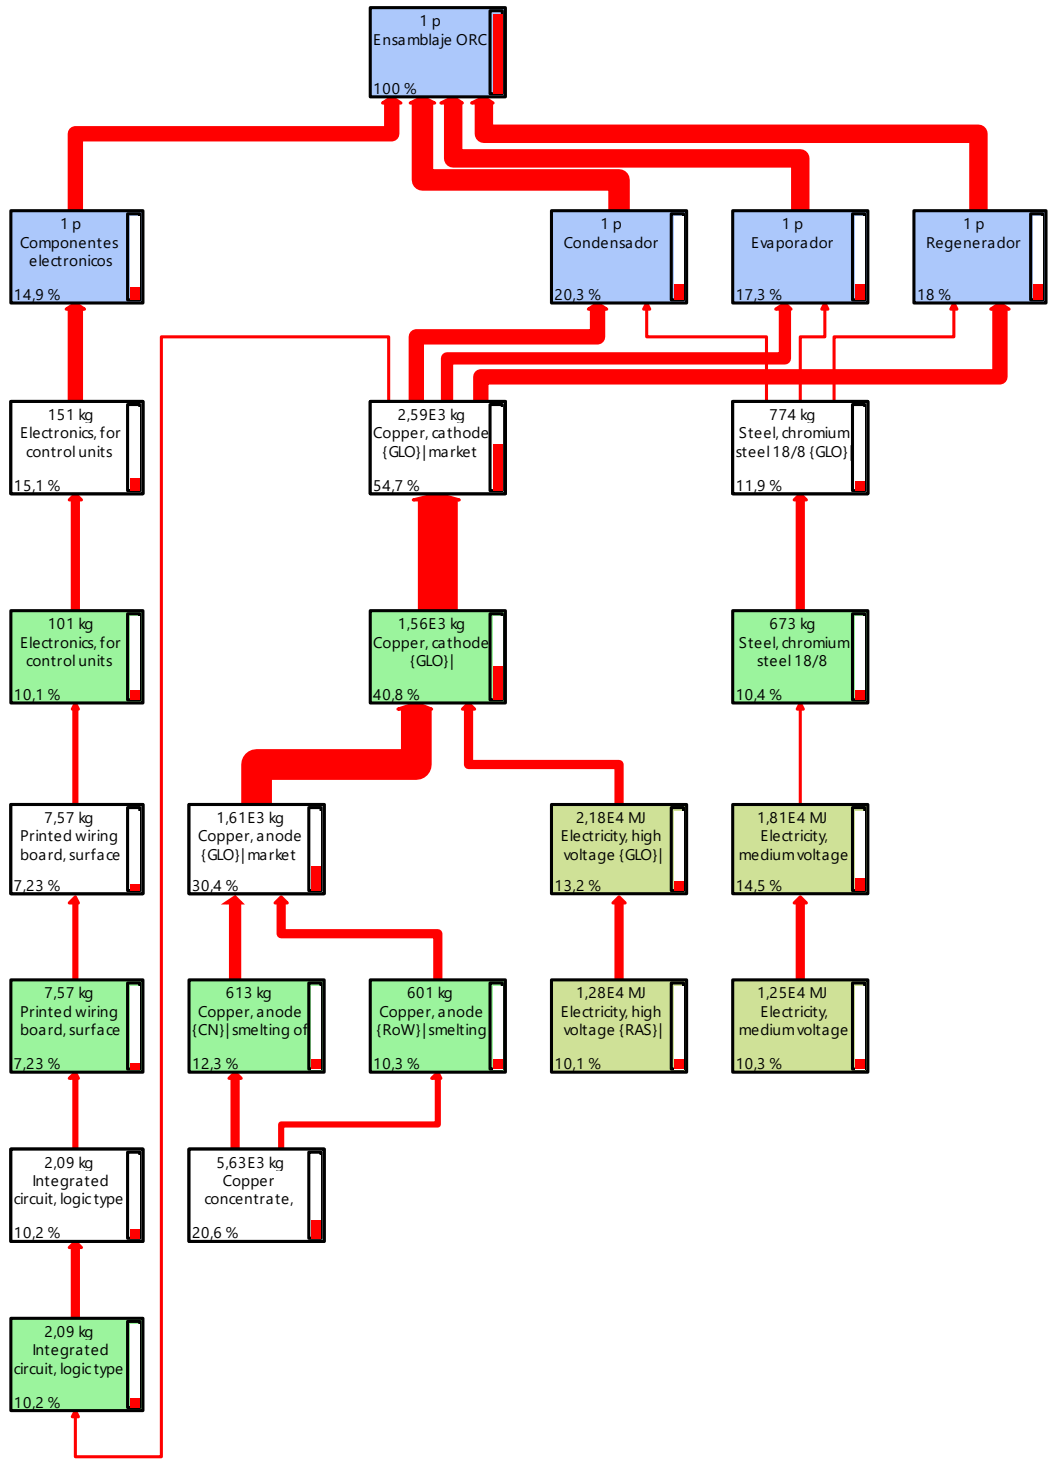 1 p
Ensamblaje ORC
100 %
1 p
Componentes
electronicos
14,9 %
1 p
Condensador
20,3 %
1 p
Evaporador
17,3 %
1 p
Regenerador
18 %
151 kg
Electronics, for
control units
15,1 %
2,59E3 kg
Copper, cathode
{GLO}| market
54,7 %
774 kg
Steel, chromium
steel 18/8 {GLO}|
11,9 %
101 kg
Electronics, for
control units
10,1 %
1,56E3 kg
Copper, cathode
{GLO}|
40,8 %
673 kg
Steel, chromium
steel 18/8
10,4 %
7,57 kg
Printed wiring
board, surface
7,23 %
1,61E3 kg
Copper, anode
{GLO}| market
30,4 %
2,18E4 MJ
Electricity, high
voltage {GLO}|
13,2 %
1,81E4 MJ
Electricity,
medium voltage
14,5 %
7,57 kg
Printed wiring
board, surface
7,23 %
613 kg
Copper, anode
{CN}| smelting of
12,3 %
601 kg
Copper, anode
{RoW}| smelting
10,3 %
1,28E4 MJ
Electricity, high
voltage {RAS}|
10,1 %
1,25E4 MJ
Electricity,
medium voltage
10,3 %
2,09 kg
Integrated
circuit, logic type
10,2 %
5,63E3 kg
Copper
concentrate,
20,6 %
2,09 kg
Integrated
circuit, logic type
10,2 %